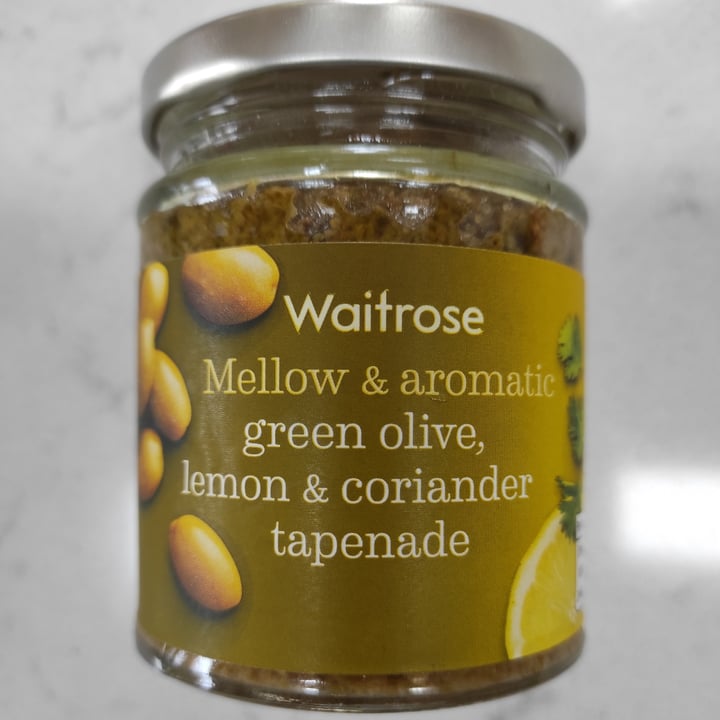 Waitrose
Mellow & aromatic
green olive,
lemon & coriander
tapenade